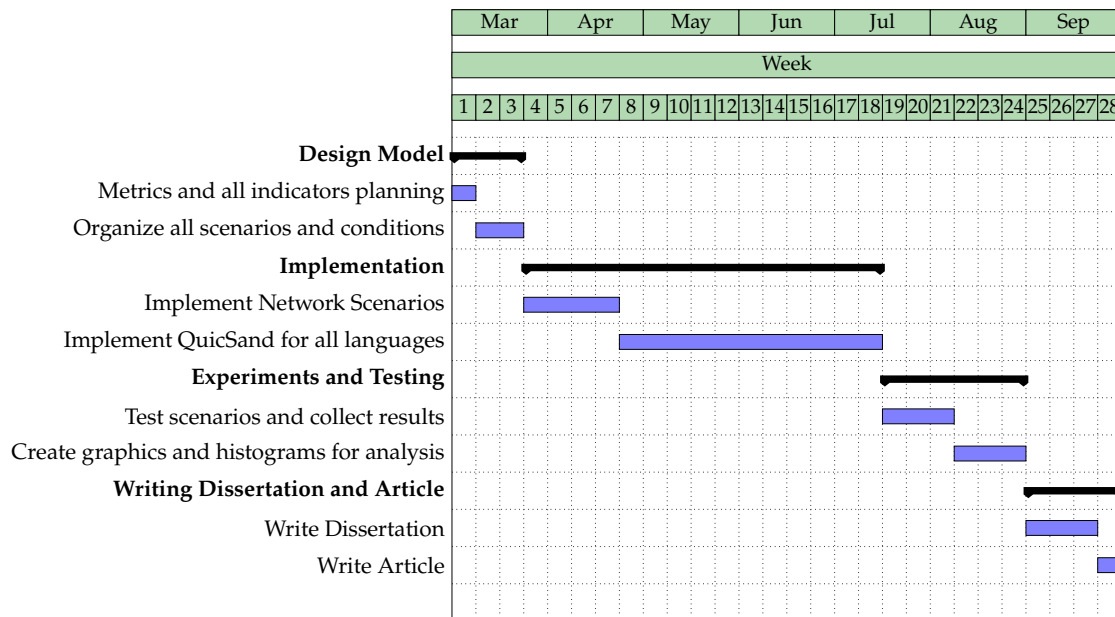 Mar Apr May Jun Jul Aug Sep
Week
1 2 3 4 5 6 7 8 9 10 11 12 13 14 15 16 17 18 19 20 21 22 23 24 25 26 27 28
Design Model
Metrics and all indicators planning
Organize all scenarios and conditions
Implementation
Implement Network Scenarios
Implement QuicSand for all languages
Experiments and Testing
Test scenarios and collect results
Create graphics and histograms for analysis
Writing Dissertation and Article
Write Dissertation
Write Article